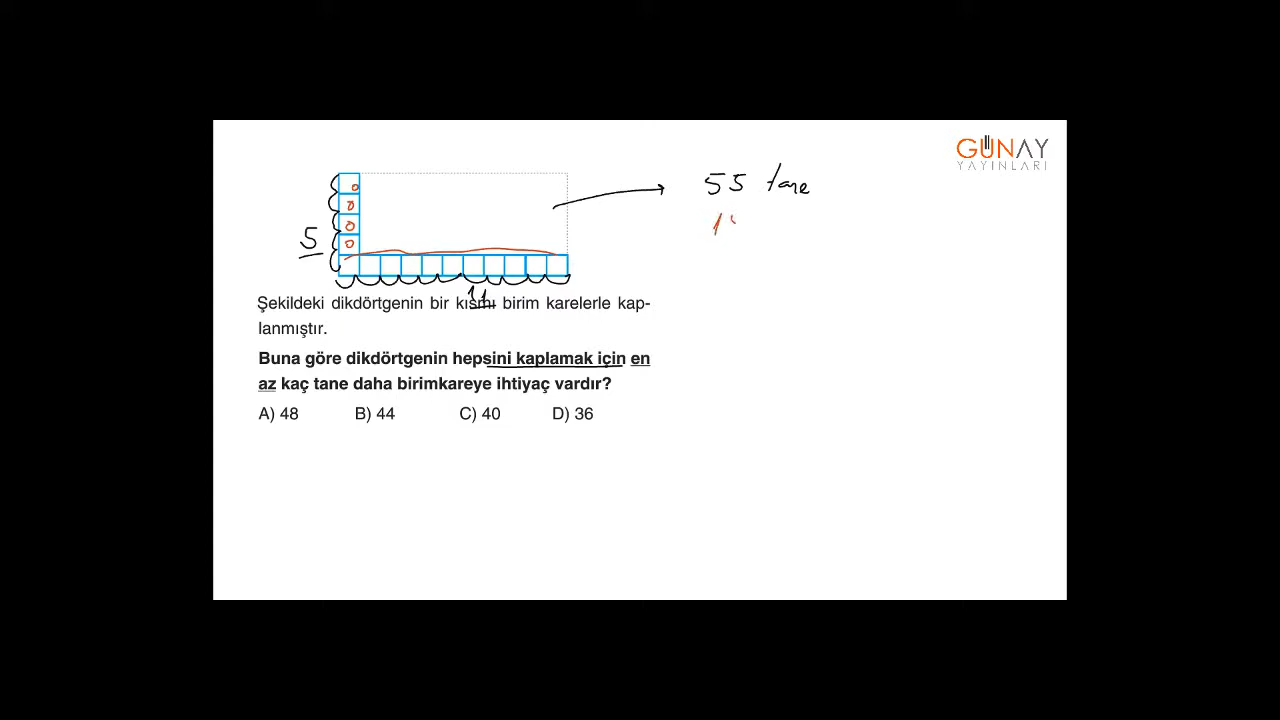 GÜNAY
YAYINLARI
55 tane
5
11
Şekildeki dikdörtgenin bir kısmı birim karelerle kap-
lanmıştır.
Buna göre dikdörtgenin hepsini kaplamak için en
az kaç tane daha birimkareye ihtiyaç vardır?
A) 48 B) 44 C) 40 D) 36